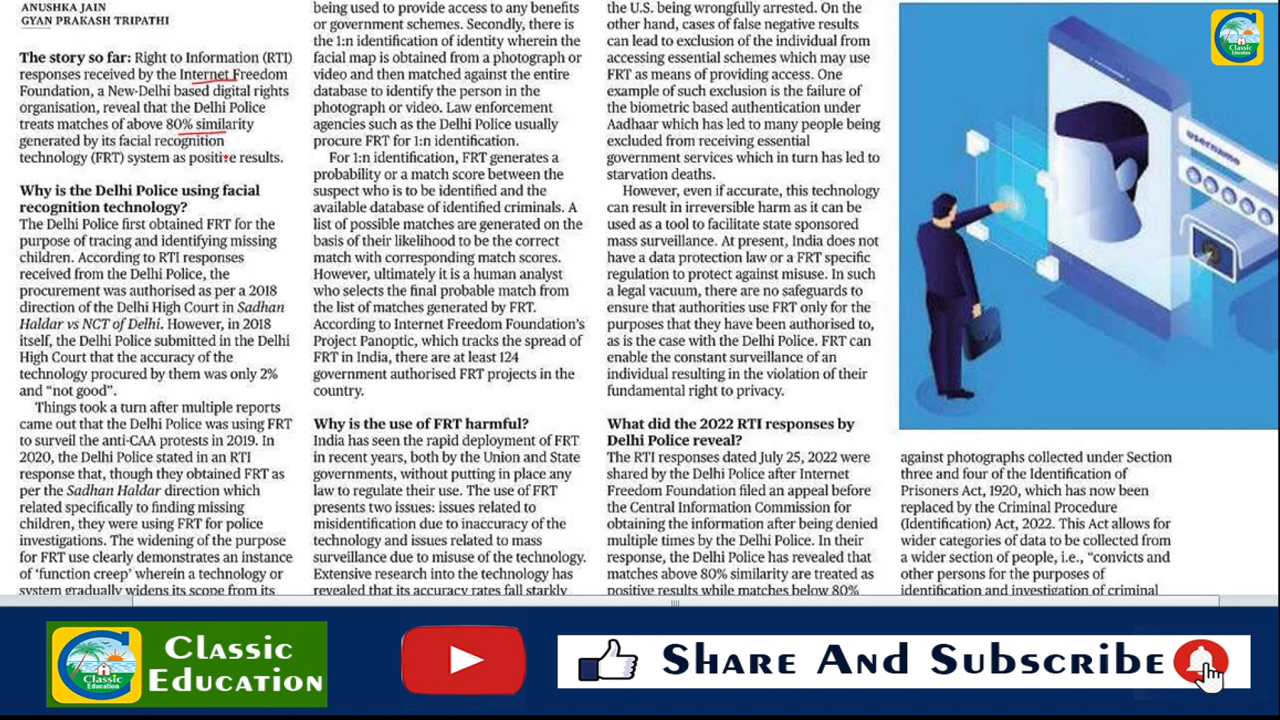 ANUSHKA JAIN
GYAN PRAKASH TRIPATHI
The story so far: Right to Information (RTI)
responses received by the Internet Freedom
Foundation, a New-Delhi based digital rights
organisation, reveal that the Delhi Police
treats matches of above 80% similarity
generated by its facial recognition
technology (FRT) system as positive results.
Why is the Delhi Police using facial
recognition technology?
The Delhi Police first obtained FRT for the
purpose of tracing and identifying missing
children. According to RTI responses
received from the Delhi Police, the
procurement was authorised as per a 2018
direction of the Delhi High Court in Sadhan
Haldar vs NCT of Delhi. However, in 2018
itself, the Delhi Police submitted in the Delhi
High Court that the accuracy of the
technology procured by them was only 2%
and “not good”.
Things took a turn after multiple reports
came out that the Delhi Police was using FRT
to surveil the anti-CAA protests in 2019. In
2020, the Delhi Police stated in an RTI
response that, though they obtained FRT as
per the Sadhan Haldar direction which
related specifically to finding missing
children, they were using FRT for police
investigations. The widening of the purpose
for FRT use clearly demonstrates an instance
of ‘function creep’ wherein a technology or
system gradually widens its scope from its
being used to provide access to any benefits
or government schemes. Secondly, there is
the 1:n identification of identity wherein the
facial map is obtained from a photograph or
video and then matched against the entire
database to identify the person in the
photograph or video. Law enforcement
agencies such as the Delhi Police usually
procure FRT for 1:n identification.
For 1:n identification, FRT generates a
probability or a match score between the
suspect who is to be identified and the
available database of identified criminals. A
list of possible matches are generated on the
basis of their likelihood to be the correct
match with corresponding match scores.
However, ultimately it is a human analyst
who selects the final probable match from
the list of matches generated by FRT.
According to Internet Freedom Foundation’s
Project Panoptic, which tracks the spread of
FRT in India, there are at least 124
government authorised FRT projects in the
country.
Why is the use of FRT harmful?
India has seen the rapid deployment of FRT
in recent years, both by the Union and State
governments, without putting in place any
law to regulate their use. The use of FRT
presents two issues: issues related to
misidentification due to inaccuracy of the
technology and issues related to mass
surveillance due to misuse of the technology.
Extensive research into the technology has
revealed that its accuracy rates fall starkly
the U.S. being wrongfully arrested. On the
other hand, cases of false negative results
can lead to exclusion of the individual from
accessing essential schemes which may use
FRT as means of providing access. One
example of such exclusion is the failure of
the biometric based authentication under
Aadhaar which has led to many people being
excluded from receiving essential
government services which in turn has led to
starvation deaths.
However, even if accurate, this technology
can result in irreversible harm as it can be
used as a tool to facilitate state sponsored
mass surveillance. At present, India does not
have a data protection law or a FRT specific
regulation to protect against misuse. In such
a legal vacuum, there are no safeguards to
ensure that authorities use FRT only for the
purposes that they have been authorised to,
as is the case with the Delhi Police. FRT can
enable the constant surveillance of an
individual resulting in the violation of their
fundamental right to privacy.
What did the 2022 RTI responses by
Delhi Police reveal?
The RTI responses dated July 25, 2022 were
shared by the Delhi Police after Internet
Freedom Foundation filed an appeal before
the Central Information Commission for
obtaining the information after being denied
multiple times by the Delhi Police. In their
response, the Delhi Police has revealed that
matches above 80% similarity are treated as
positive results while matches below 80%
username
Classic
Education
against photographs collected under Section
three and four of the Identification of
Prisoners Act, 1920, which has now been
replaced by the Criminal Procedure
(Identification) Act, 2022. This Act allows for
wider categories of data to be collected from
a wider section of people, i.e., “convicts and
other persons for the purposes of
identification and investigation of criminal
Classic
Education
Classic
Education
Share And Subscribe